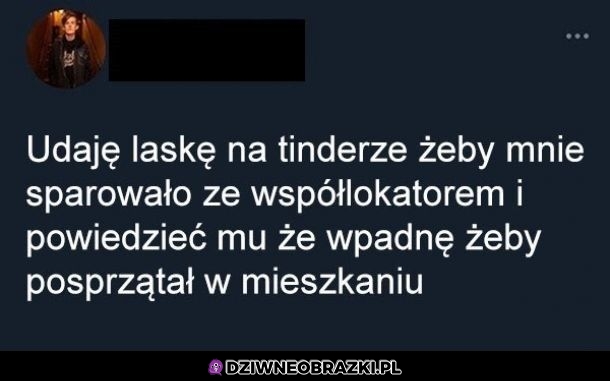 Udaję laskę na tinderze żeby mnie
sparowało ze współlokatorem i
powiedzieć mu że wpadnę żeby
posprzątał w mieszkaniu
DZIWNEOBRAZKI.PL